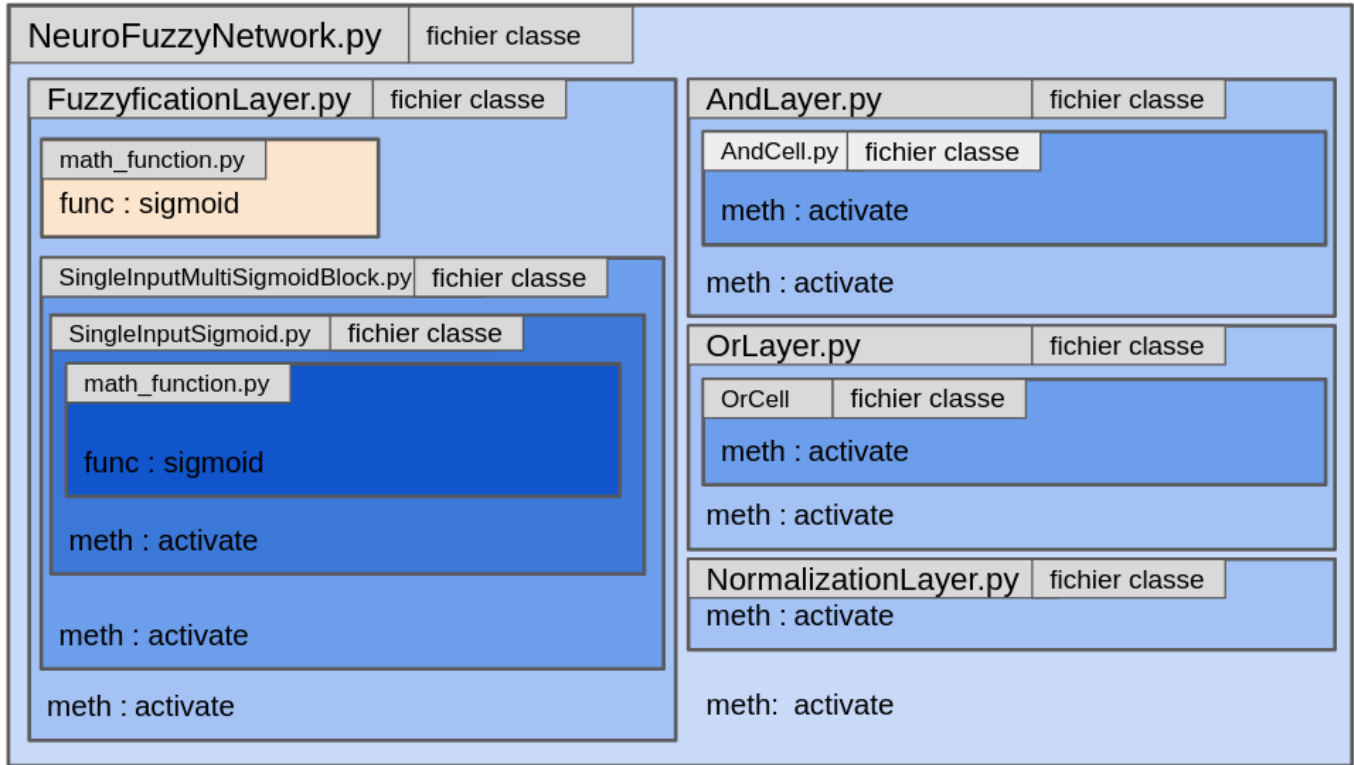 NeuroFuzzyNetwork.py fichier classe
FuzzyficationLayer.py fichier classe
math_function.py
func : sigmoid
SingleInputMultiSigmoidBlock.py fichier classe
SingleInputSigmoid.py fichier classe
math_function.py
func : sigmoid
meth : activate
meth : activate
meth : activate
AndLayer.py fichier classe
AndCell.py fichier classe
meth : activate
meth : activate
OrLayer.py fichier classe
OrCell fichier classe
meth : activate
meth : activate
NormalizationLayer.py fichier classe
meth : activate
meth: activate